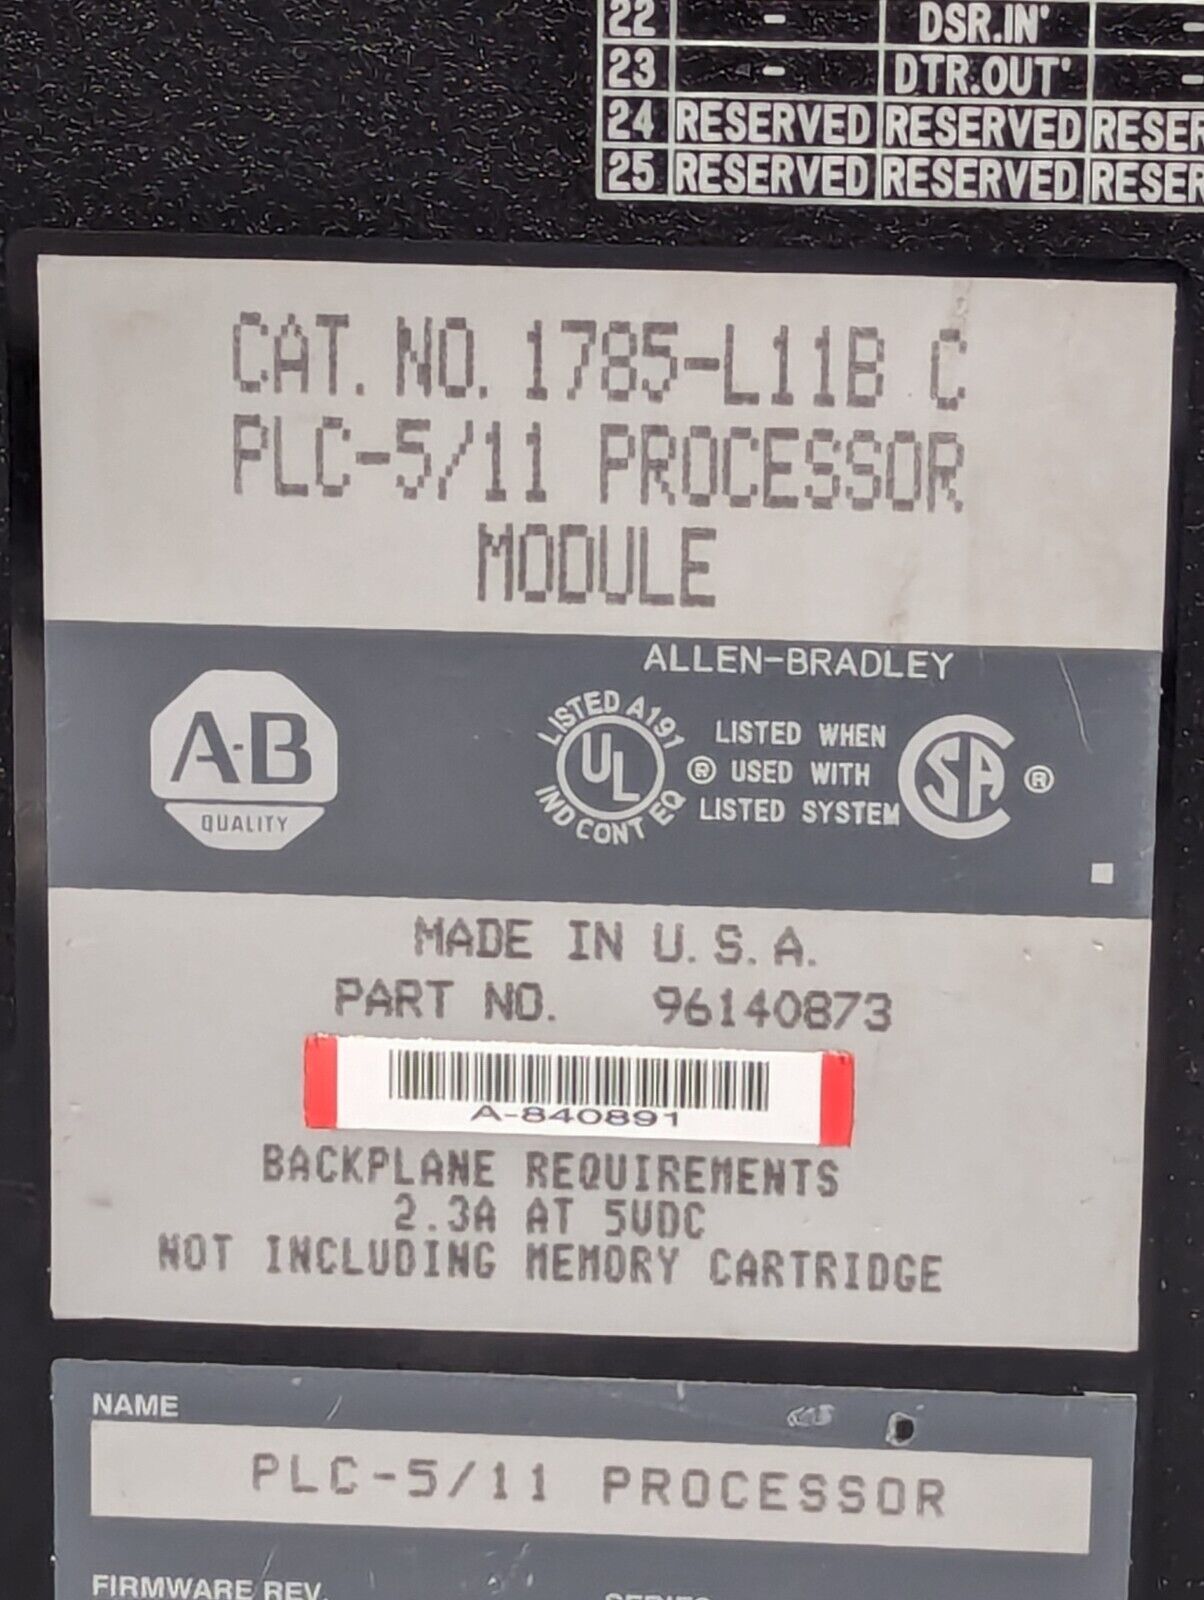 22 - DSR.IN' -
23 - DTR.OUT' -
24 RESERVED RESERVED RESER
25 RESERVED RESERVED RESER
CAT. NO. 1785-L11B C
PLC-5/11 PROCESSOR
MODULE
ALLEN-BRADLEY
A-B
QUALITY
LISTED A191
UL
IND CONT EQ
®
LISTED WHEN
USED WITH
LISTED SYSTEM
SA ®
MADE IN U.S.A.
PART NO. 96140873
A-840891
BACKPLANE REQUIREMENTS
2.3A AT 5VDC
NOT INCLUDING MEMORY CARTRIDGE
NAME
PLC-5/11 PROCESSOR
FIRMWARE REV.